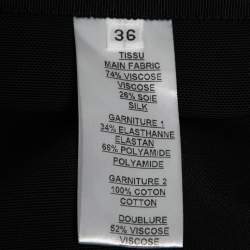 36
TISSU
MAIN FABRIC
74% VISCOSE
VISCOSE
26% SOIE
SILK
GARNITURE 1
34% ELASTHANNE
ELASTAN
66% POLYAMIDE
POLYAMIDE
GARNITURE 2
100% COTON
COTTON
DOUBLURE
52% VISCOSE
VISCOSE